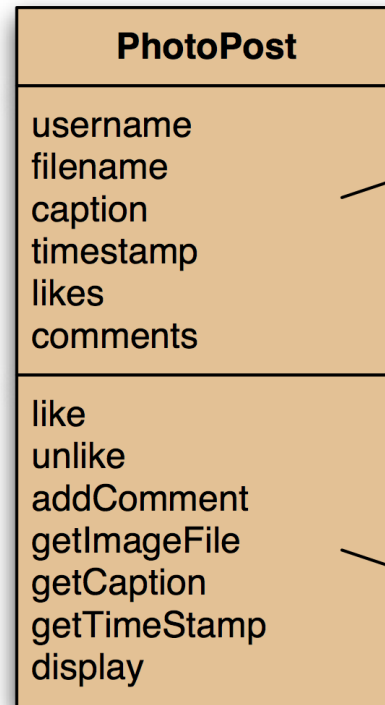 PhotoPost
username
filename
caption
timestamp
likes
comments
like
unlike
addComment
getImageFile
getCaption
getTimeStamp
display